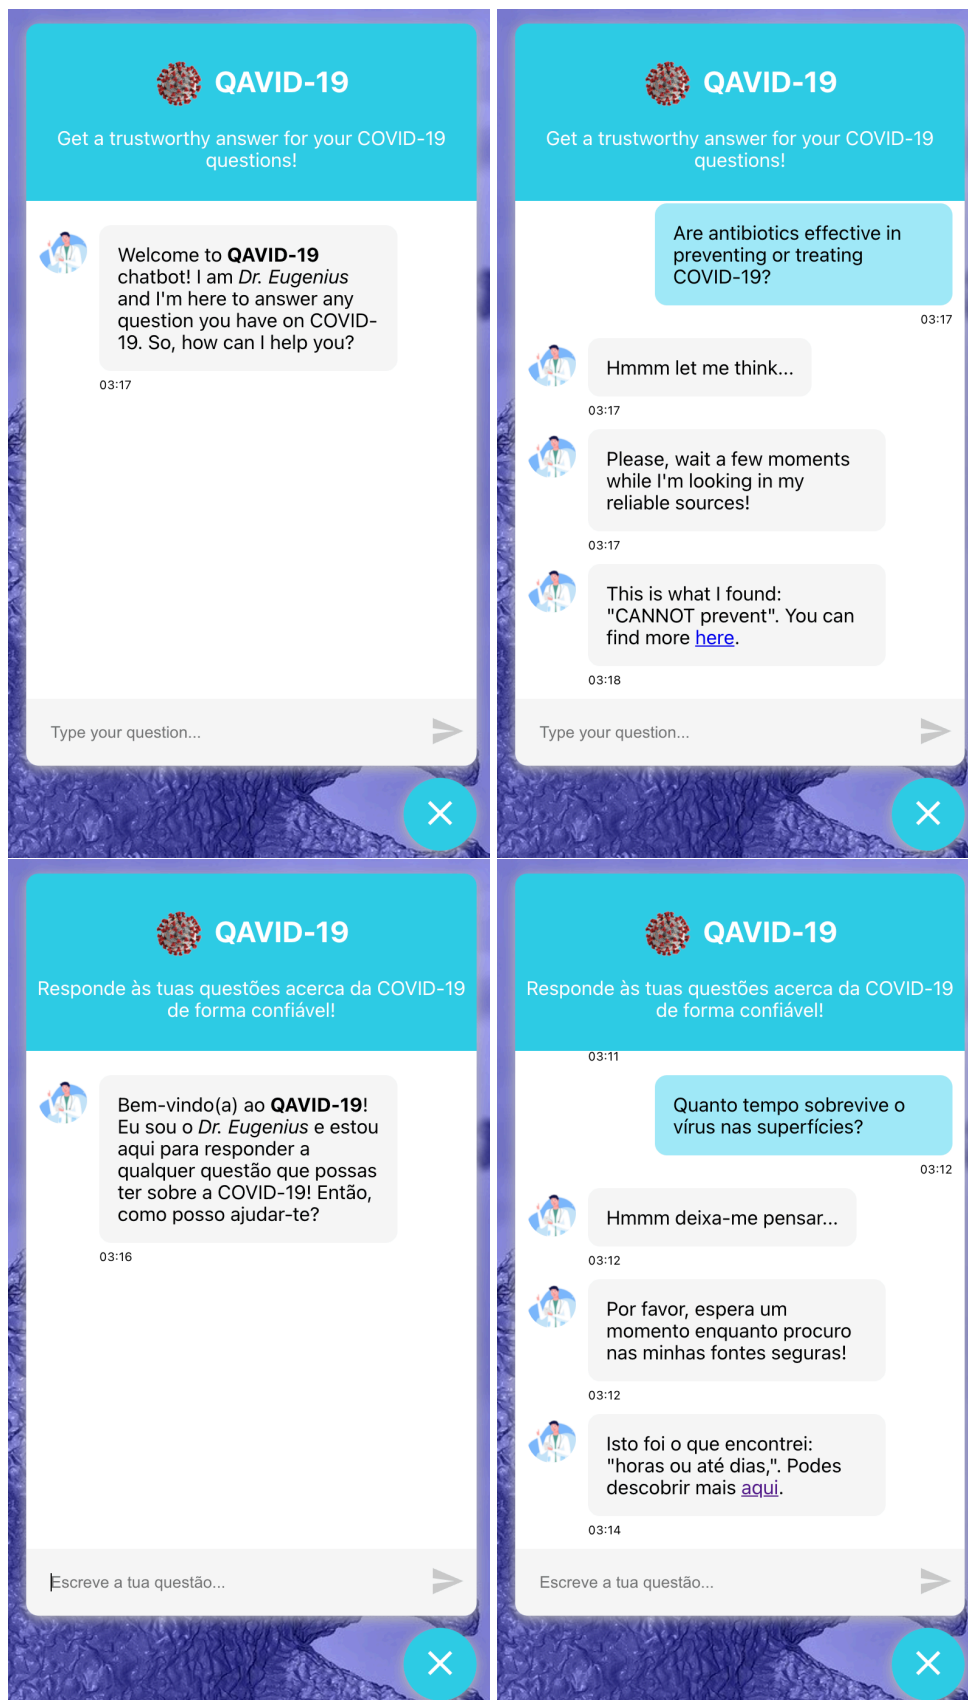 QAVID-19
Get a trustworthy answer for your COVID-19
questions!
Welcome to QAVID-19
chatbot! I am Dr. Eugenius
and I'm here to answer any
question you have on COVID-
19. So, how can I help you?
03:17
Type your question...
QAVID-19
Get a trustworthy answer for your COVID-19
questions!
Are antibiotics effective in
preventing or treating
COVID-19?
03:17
Hmmm let me think...
03:17
Please, wait a few moments
while I'm looking in my
reliable sources!
03:17
This is what I found:
"CANNOT prevent". You can
find more here.
03:18
Type your question...
QAVID-19
Responde às tuas questões acerca da COVID-19
de forma confiável!
Bem-vindo(a) ao QAVID-19!
Eu sou o Dr. Eugenius e estou
aqui para responder a
qualquer questão que possas
ter sobre a COVID-19! Então,
como posso ajudar-te?
03:16
Escreve a tua questão...
QAVID-19
Responde às tuas questões acerca da COVID-19
de forma confiável!
03:11
Quanto tempo sobrevive o
vírus nas superfícies?
03:12
Hmmm deixa-me pensar...
03:12
Por favor, espera um
momento enquanto procuro
nas minhas fontes seguras!
03:12
Isto foi o que encontrei:
"horas ou até dias,". Podes
descobrir mais aqui.
03:14
Escreve a tua questão...